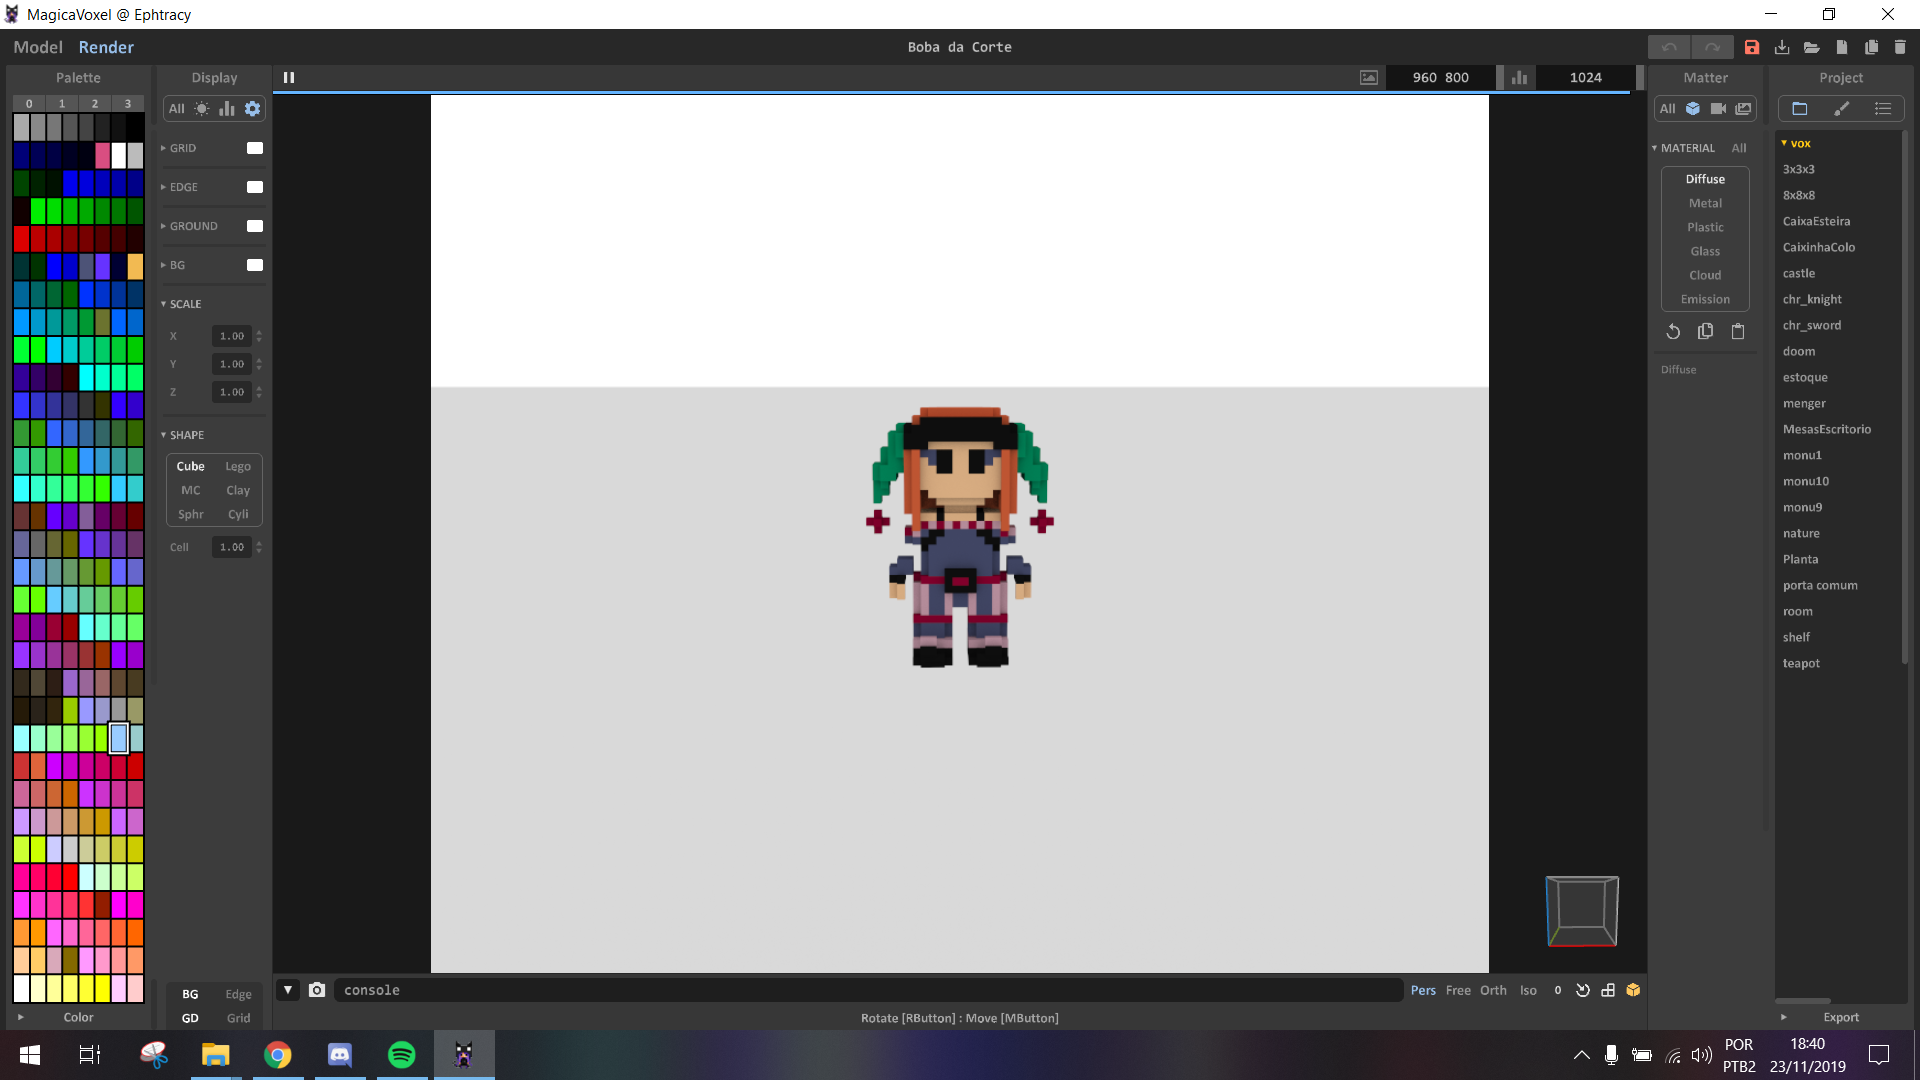 MagicaVoxel @ Ephtracy
Model Render
Boba da Corte
Palette
0 1 2 3
Color
Display
All
GRID
EDGE
GROUND
BG
SCALE
X 1.00
Y 1.00
Z 1.00
SHAPE
Cube Lego
MC Clay
Sphr Cyli
Cell 1.00
BG Edge
GD Grid
960 800
1024
console
Pers Free Orth Iso 0
Rotate [RButton] : Move [MButton]
Matter
All
MATERIAL All
Diffuse
Metal
Plastic
Glass
Cloud
Emission
Diffuse
Project
vox
3x3x3
8x8x8
CaixaEsteira
CaixinhaColo
castle
chr_knight
chr_sword
doom
estoque
menger
MesasEscritorio
monu1
monu10
monu9
nature
Planta
porta comum
room
shelf
teapot
Export
POR
PTB2
18:40
23/11/2019